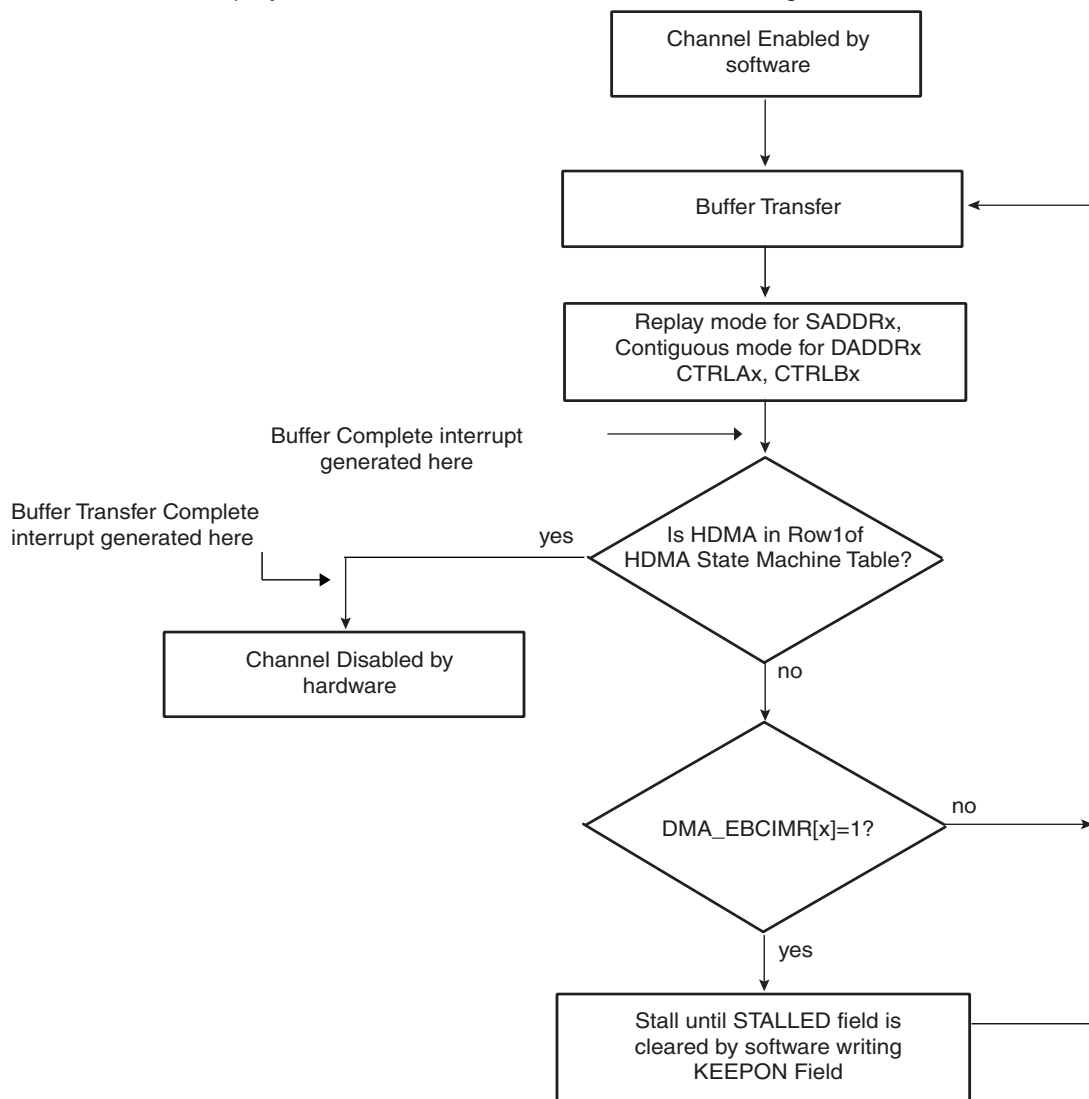 Channel Enabled by
software
Buffer Transfer
Replay mode for SADDRx,
Contiguous mode for DADDRx
CTRLAx, CTRLBx
Buffer Complete interrupt
generated here
Buffer Transfer Complete
interrupt generated here
yes
Is HDMA in Row1of
HDMA State Machine Table?
Channel Disabled by
hardware
no
DMA_EBCIMR[x]=1?
no
yes
Stall until STALLED field is
cleared by software writing
KEEPON Field